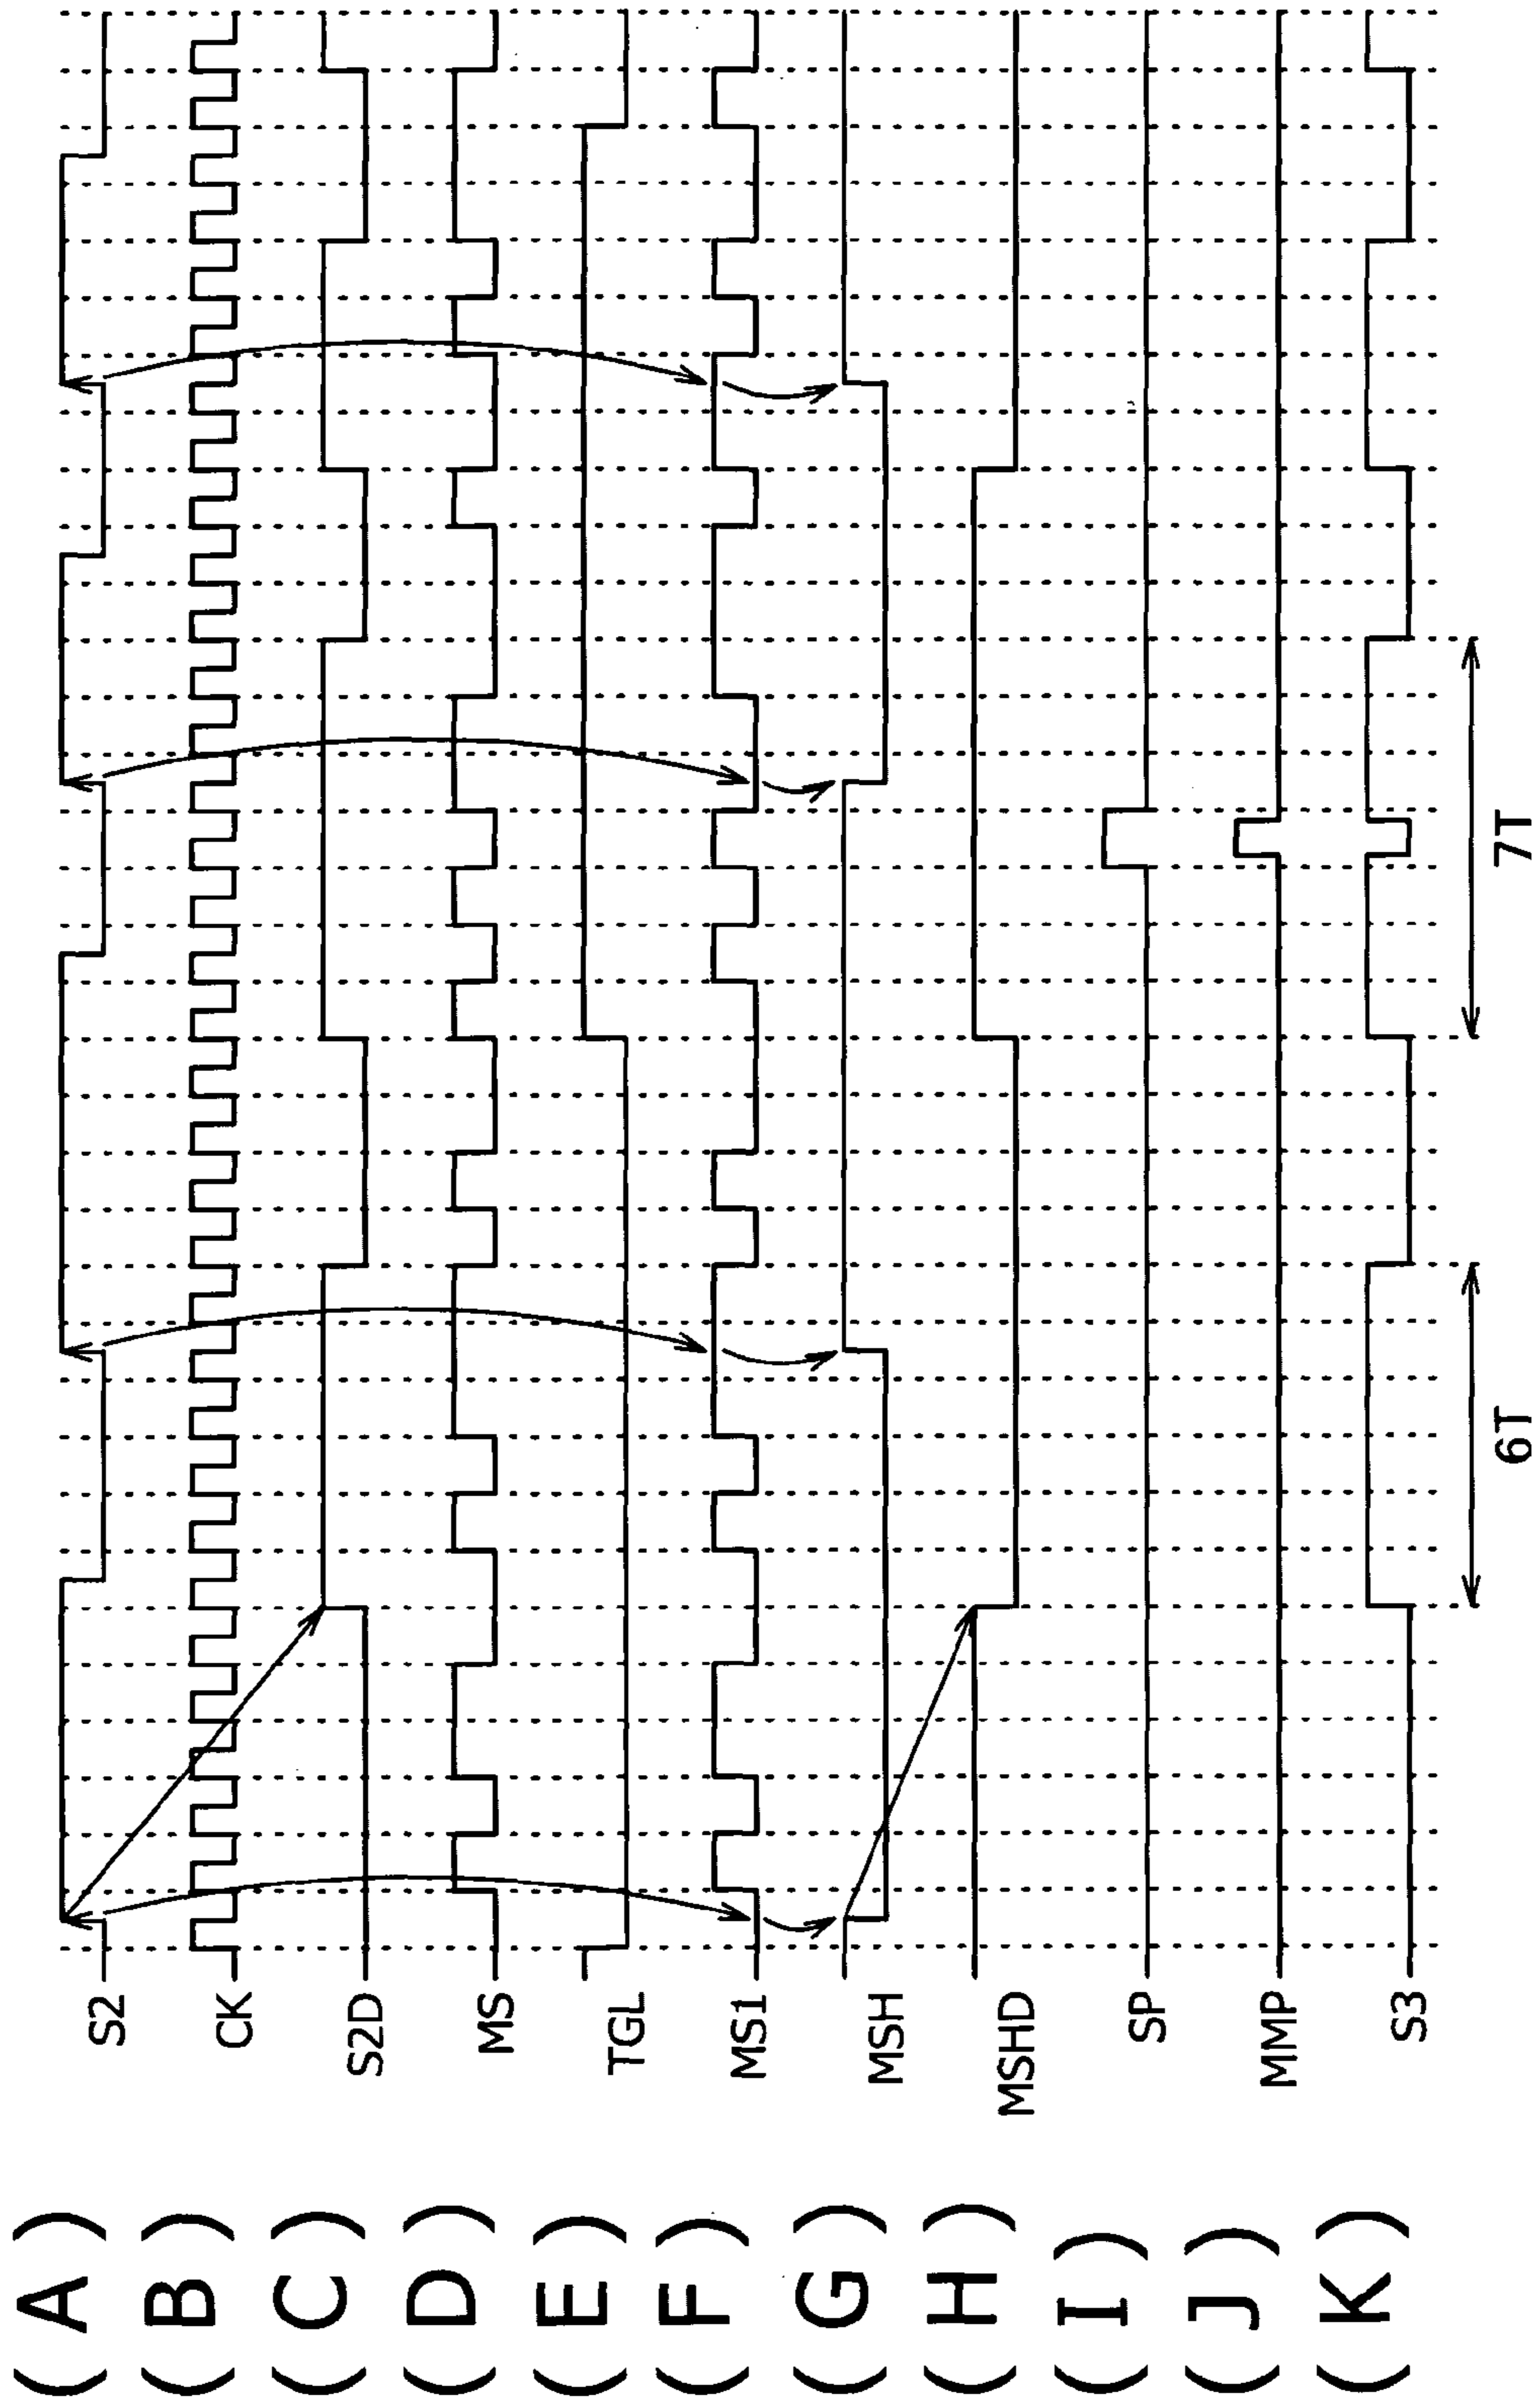 (A) S2
(B) CK
(C) S2D
(D) MS
(E) TGL
(F) MS1
(G) MSH
(H) MSHD
(I) SP
(J) MMP
(K) S3
6T 7T